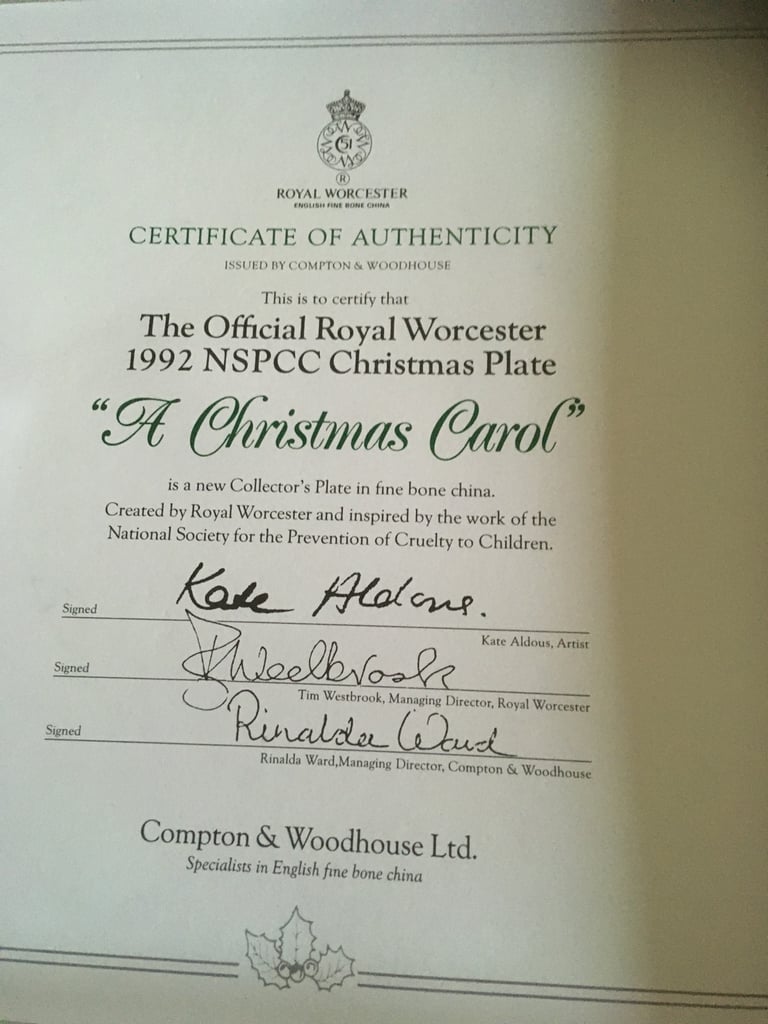 51
®
ROYAL WORCESTER
ENGLISH FINE BONE CHINA
CERTIFICATE OF AUTHENTICITY
ISSUED BY COMPTON & WOODHOUSE
This is to certify that
The Official Royal Worcester
1992 NSPCC Christmas Plate
“A Christmas Carol”
is a new Collector's Plate in fine bone china.
Created by Royal Worcester and inspired by the work of the
National Society for the Prevention of Cruelty to Children.
Signed Kate Aldous.
Kate Aldous, Artist
Signed
Tim Westbrook, Managing Director, Royal Worcester
Signed Rinalda Ward
Rinalda Ward,Managing Director, Compton & Woodhouse
Compton & Woodhouse Ltd.
Specialists in English fine bone china